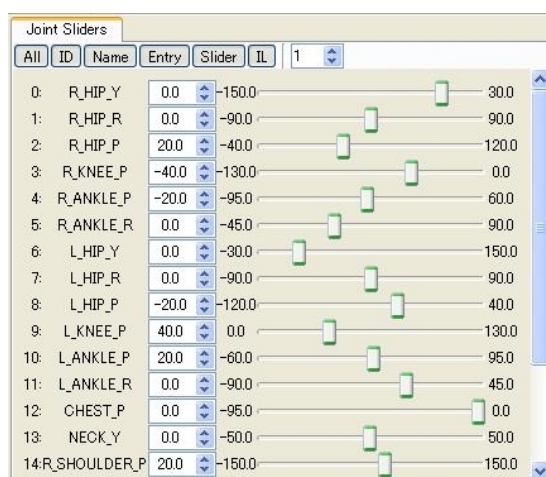 Joint Sliders
All ID Name Entry Slider IL 1
0: R_HIP_Y 0.0 -150.0 30.0
1: R_HIP_R 0.0 -90.0 90.0
2: R_HIP_P 20.0 -40.0 120.0
3: R_KNEE_P -40.0 -130.0 0.0
4: R_ANKLE_P -20.0 -95.0 60.0
5: R_ANKLE_R 0.0 -45.0 90.0
6: L_HIP_Y 0.0 -30.0 150.0
7: L_HIP_R 0.0 -90.0 90.0
8: L_HIP_P -20.0 -120.0 40.0
9: L_KNEE_P 40.0 0.0 130.0
10: L_ANKLE_P 20.0 -60.0 95.0
11: L_ANKLE_R 0.0 -90.0 45.0
12: CHEST_P 0.0 -95.0 0.0
13: NECK_Y 0.0 -50.0 50.0
14:R_SHOULDER_P 20.0 -150.0 150.0